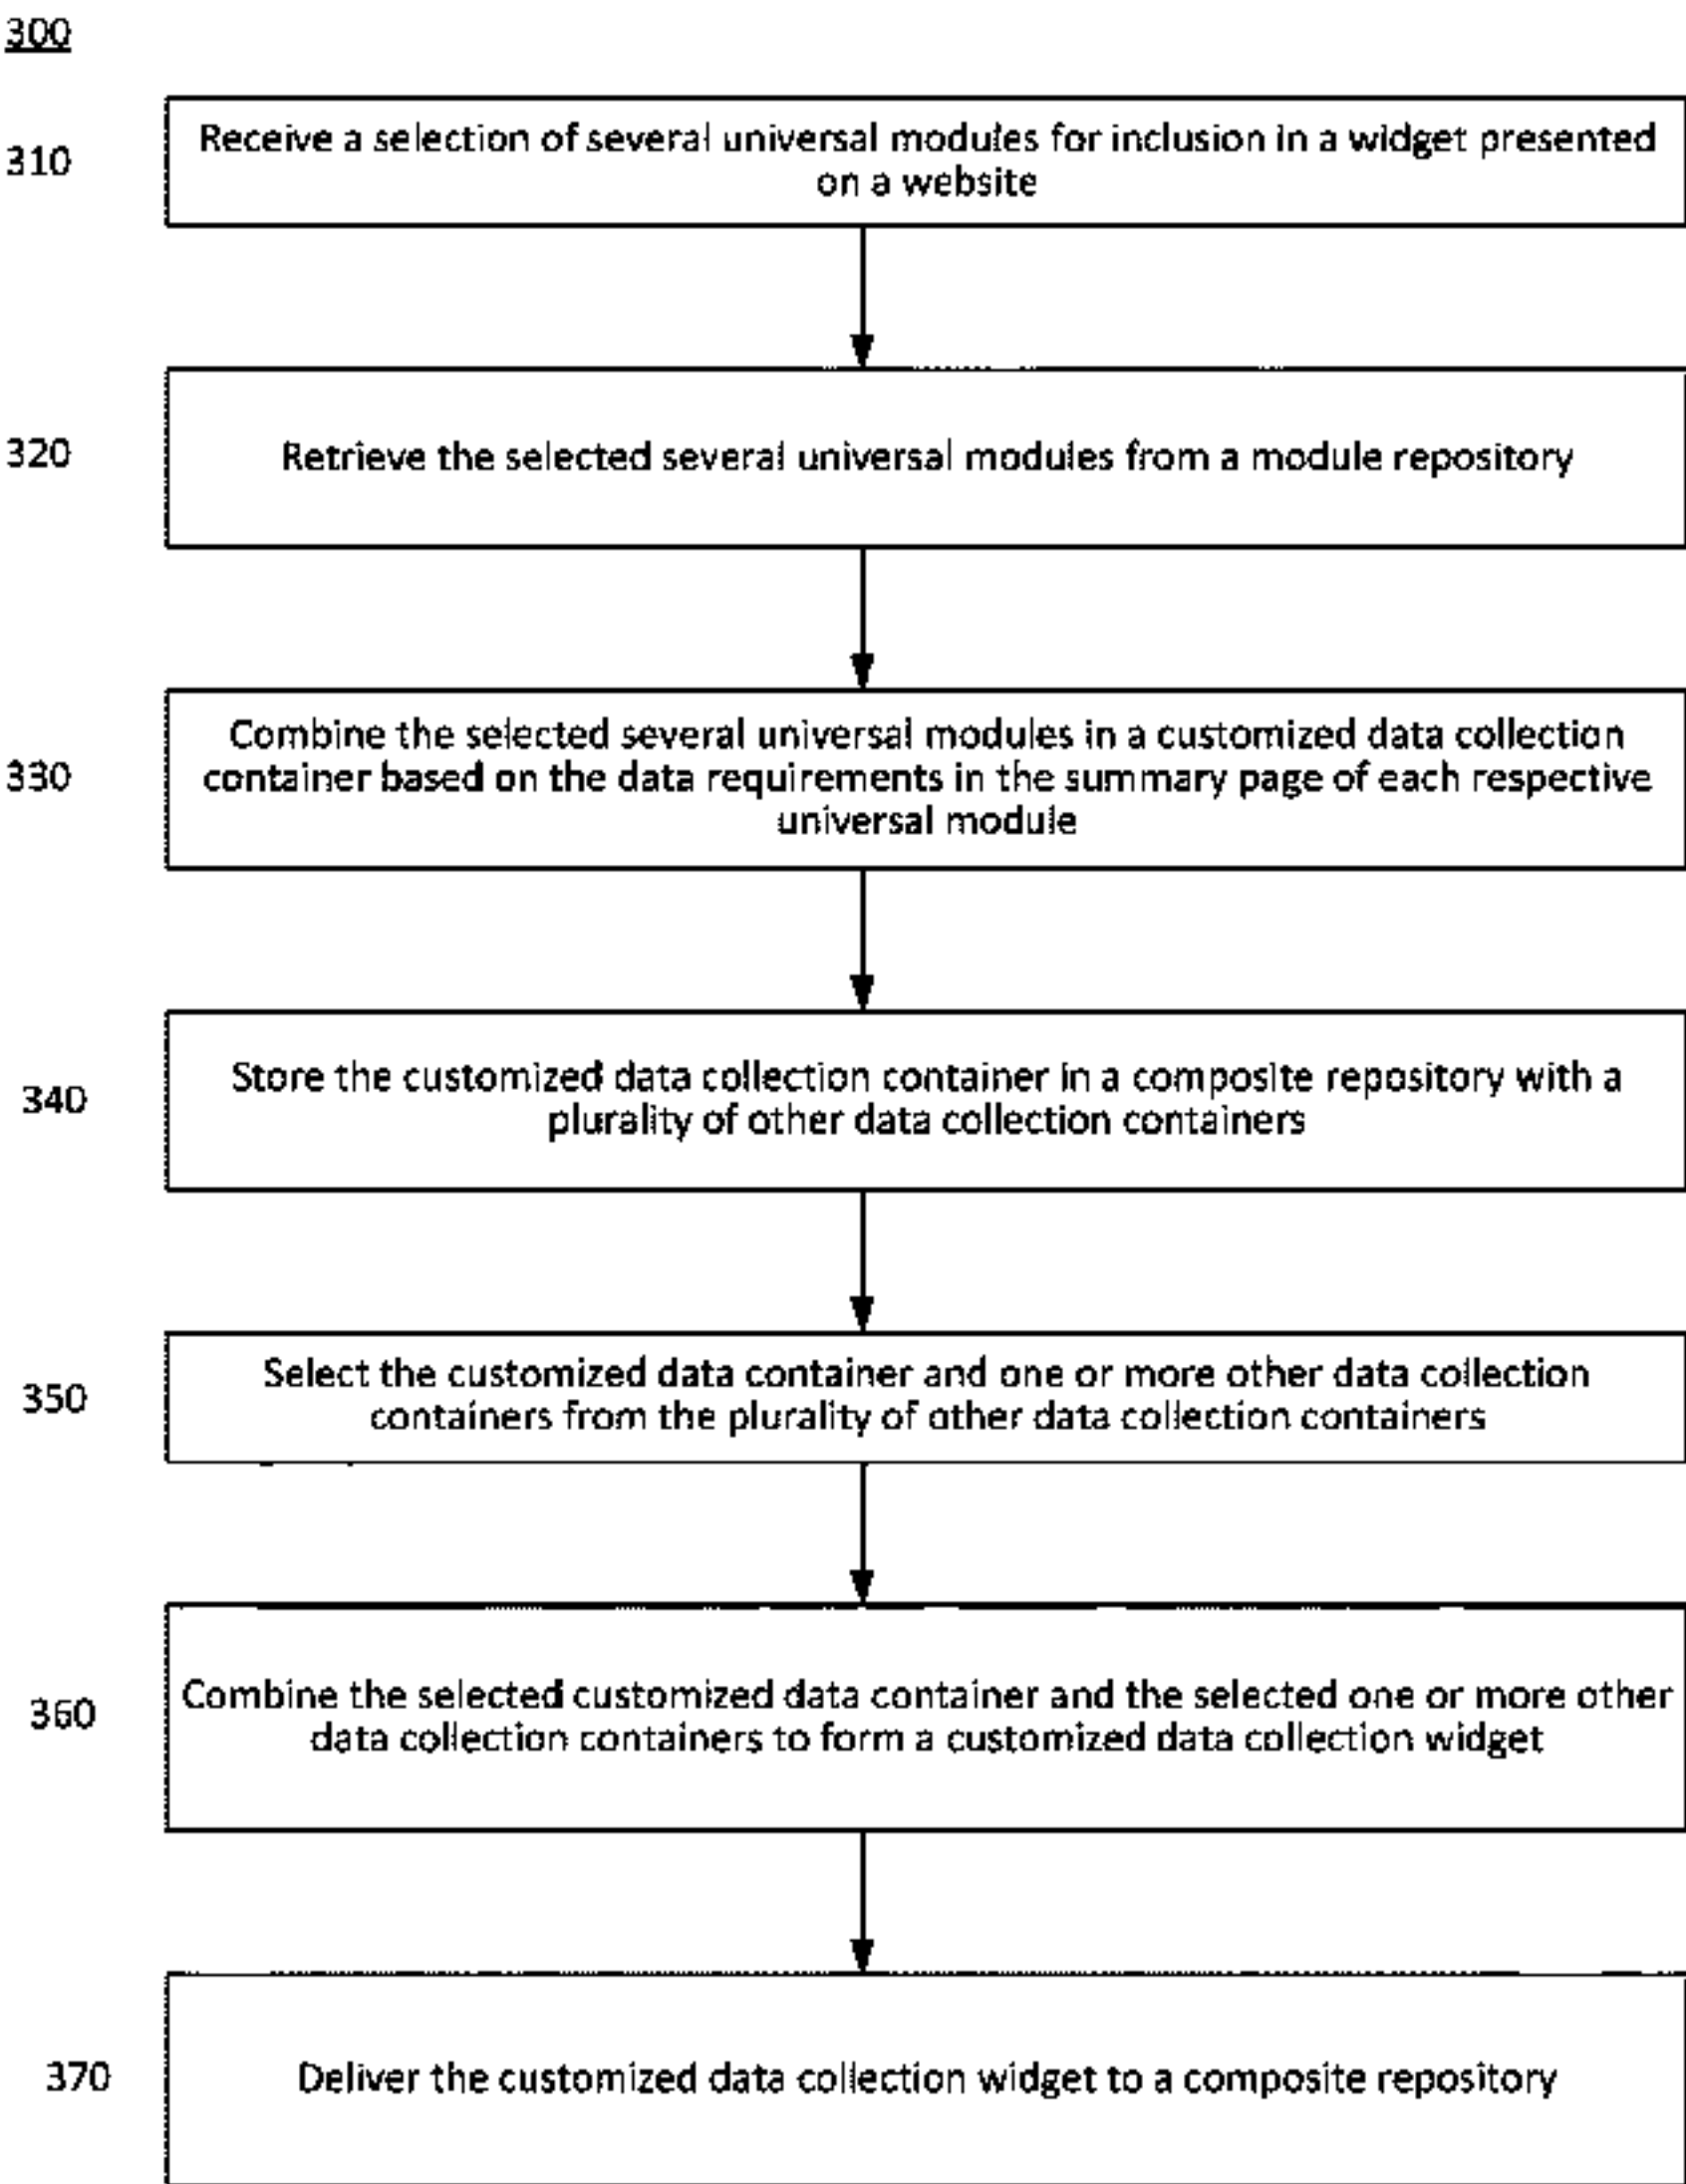 300
310
Receive a selection of several universal modules for inclusion in a widget presented
on a website
320
Retrieve the selected several universal modules from a module repository
330
Combine the selected several universal modules in a customized data collection
container based on the data requirements in the summary page of each respective
universal module
340
Store the customized data collection container in a composite repository with a
plurality of other data collection containers
350
Select the customized data container and one or more other data collection
containers from the plurality of other data collection containers
360
Combine the selected customized data container and the selected one or more other
data collection containers to form a customized data collection widget
370
Deliver the customized data collection widget to a composite repository